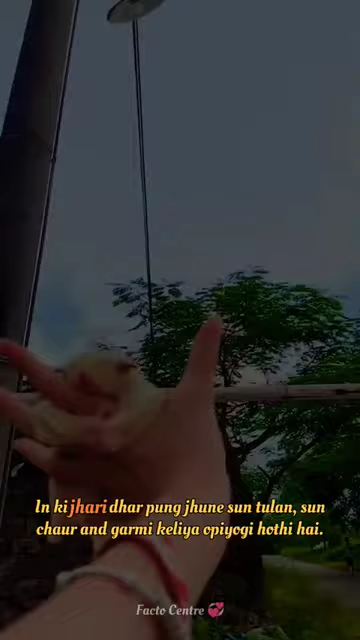 In ki jhari dhar pung jhune sun tulan, sun
chaur and garmi keliya opiyogi hothi hai.
Facto Centre 💞